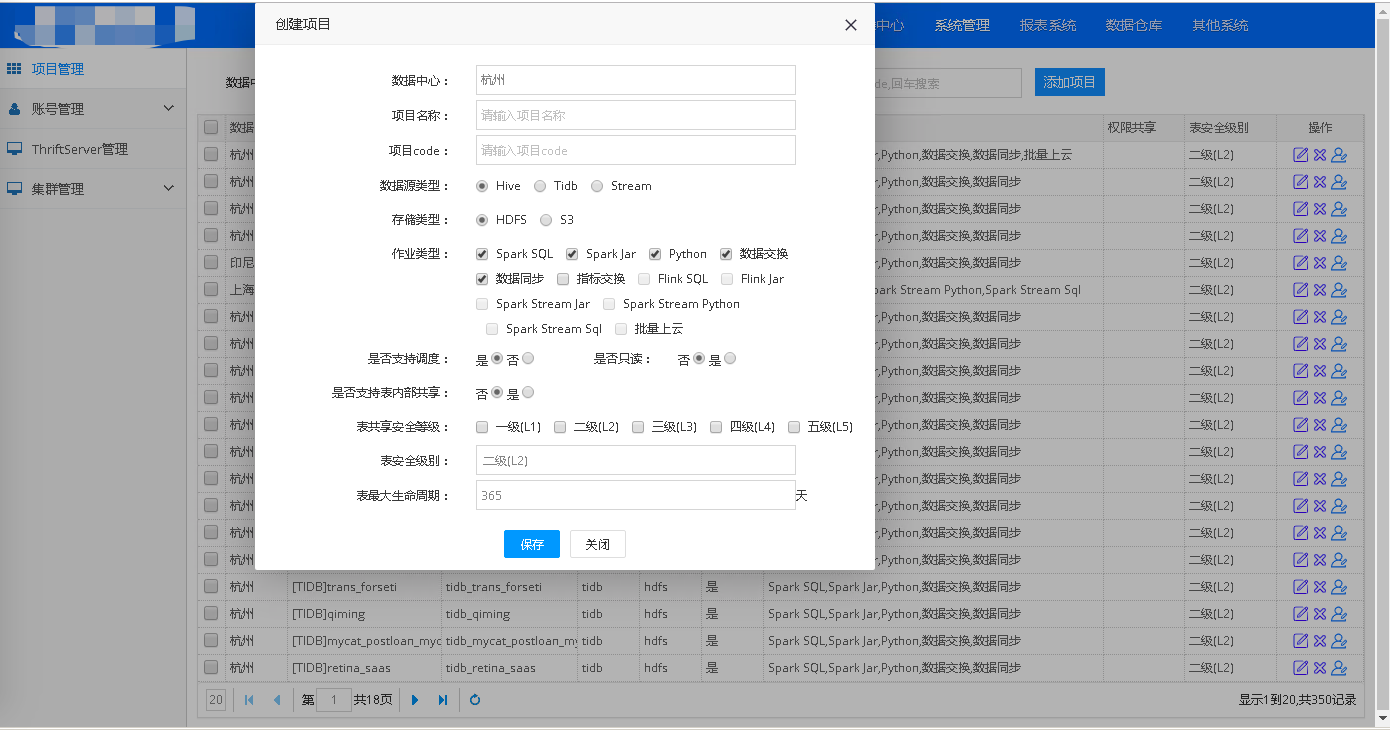 创建项目
中心 系统管理 报表系统 数据仓库 其他系统
项目管理
账号管理
ThriftServer管理
集群管理
数据中
de,回车搜索 添加项目
数据中心： 杭州
项目名称： 请输入项目名称
项目code： 请输入项目code
数据源类型： Hive Tidb Stream
存储类型： HDFS S3
作业类型： Spark SQL Spark Jar Python 数据交换
数据同步 指标交换 Flink SQL Flink Jar
Spark Stream Jar Spark Stream Python
Spark Stream Sql 批量上云
是否支持调度： 是 否 是否只读： 否 是
是否支持表内部共享： 否 是
表共享安全等级： 一级(L1) 二级(L2) 三级(L3) 四级(L4) 五级(L5)
表安全级别： 二级(L2)
表最大生命周期： 365 天
保存 关闭
数据 权限共享 表安全级别 操作
杭州 r,Python,数据交换,数据同步,批量上云 二级(L2)
杭州 r,Python,数据交换,数据同步 二级(L2)
杭州 r,Python,数据交换,数据同步 二级(L2)
杭州 r,Python,数据交换,数据同步 二级(L2)
印尼 r,Python,数据交换,数据同步 二级(L2)
上海 park Stream Python,Spark Stream Sql 二级(L2)
杭州 r,Python,数据交换,数据同步 二级(L2)
杭州 r,Python,数据交换,数据同步 二级(L2)
杭州 r,Python,数据交换,数据同步 二级(L2)
杭州 r,Python,数据交换,数据同步 二级(L2)
杭州 r,Python,数据交换,数据同步 二级(L2)
杭州 r,Python,数据交换,数据同步 二级(L2)
杭州 r,Python,数据交换,数据同步 二级(L2)
杭州 r,Python,数据交换,数据同步 二级(L2)
杭州 r,Python,数据交换,数据同步 二级(L2)
杭州 r,Python,数据交换,数据同步 二级(L2)
杭州 [TIDB]trans_forseti tidb_trans_forseti tidb hdfs 是 Spark SQL,Spark Jar,Python,数据交换,数据同步 二级(L2)
杭州 [TIDB]qiming tidb_qiming tidb hdfs 是 Spark SQL,Spark Jar,Python,数据交换,数据同步 二级(L2)
杭州 [TIDB]mycat_postloan_myc tidb_mycat_postloan_my tidb hdfs 是 Spark SQL,Spark Jar,Python,数据交换,数据同步 二级(L2)
杭州 [TIDB]retina_saas tidb_retina_saas tidb hdfs 是 Spark SQL,Spark Jar,Python,数据交换,数据同步 二级(L2)
20 第 1 共18页 显示1到20,共350记录